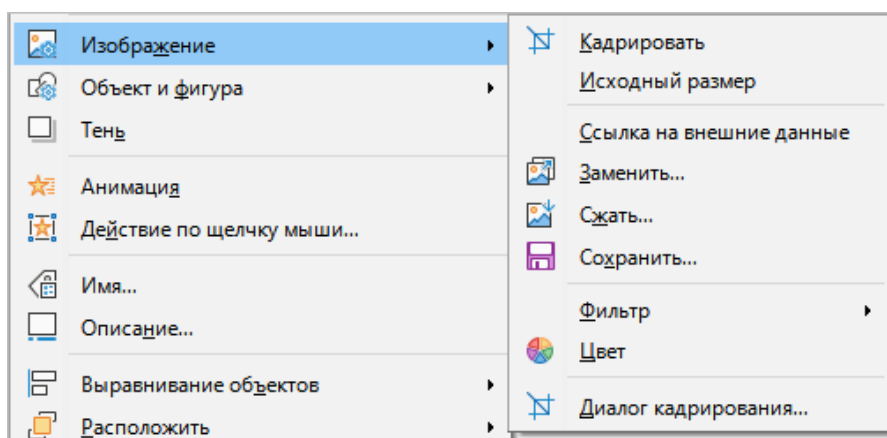 Изображение
Объект и фигура
Тень
Анимация
Действие по щелчку мыши...
Имя...
Описание...
Выравнивание объектов
Расположить
Кадрировать
Исходный размер
Ссылка на внешние данные
Заменить...
Сжать...
Сохранить...
Фильтр
Цвет
Диалог кадрирования...